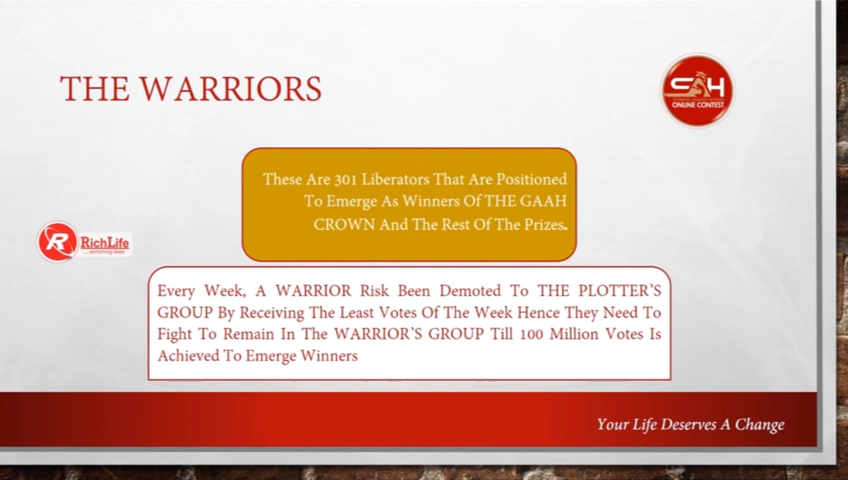 THE WARRIORS
ONLINE CONTEST
These Are 301 Liberators That Are Positioned
To Emerge As Winners Of THE GAAH
CROWN And The Rest Of The Prizes.
R RichLife
Every Week, A WARRIOR Risk Been Demoted To THE PLOTTER'S
GROUP By Receiving The Least Votes Of The Week Hence They Need To
Fight To Remain In The WARRIOR'S GROUP Till 100 Million Votes Is
Achieved To Emerge Winners
Your Life Deserves A Change